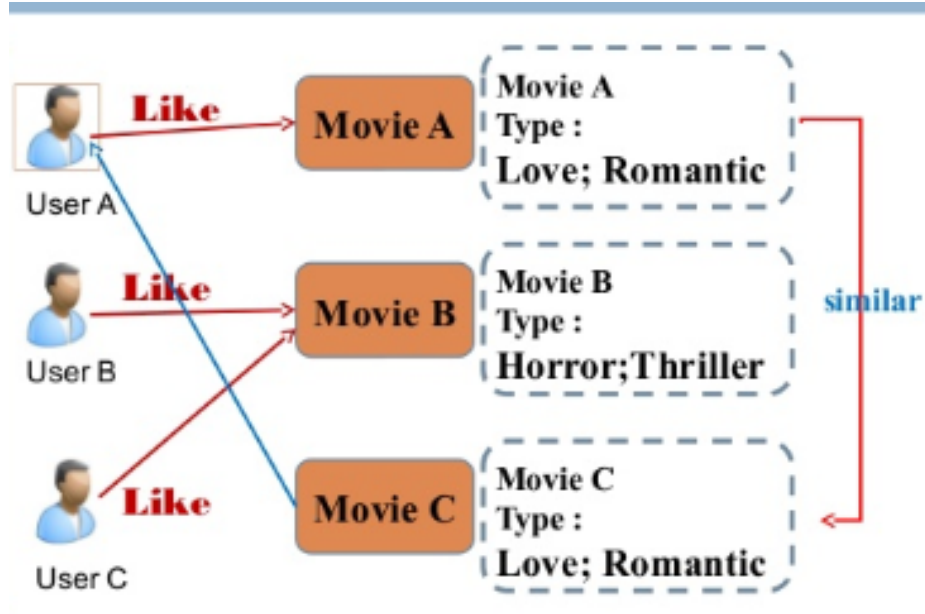 Like
Movie A
Movie A
Type :
Love; Romantic
User A
Like
Movie B
Movie B
Type :
Horror;Thriller
similar
User B
Like
Movie C
Movie C
Type :
Love; Romantic
User C